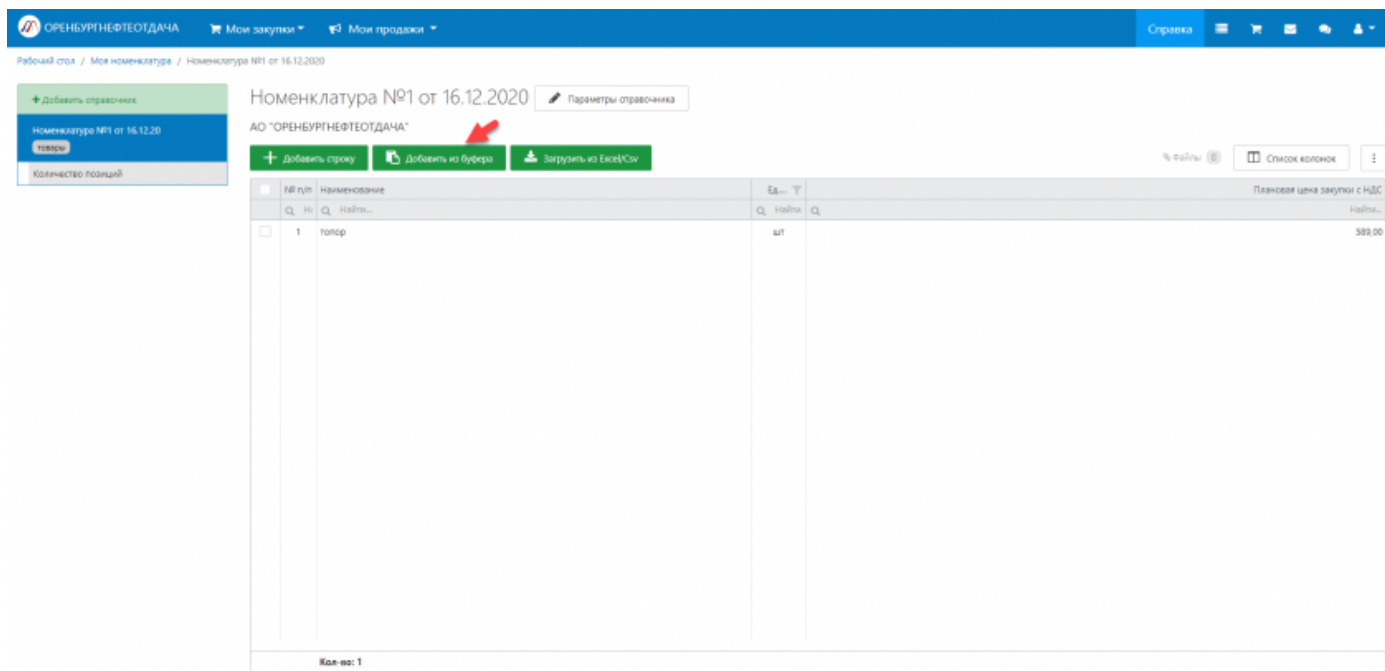 ОРЕНБУРГНЕФТЕОТДАЧА Мои закупки Мои продажи Справка
Рабочий стол / Моя номенклатура / Номенклатура №1 от 16.12.2020
Добавить справочник
Номенклатура №1 от 16.12.20
товары
Количество позиций
Номенклатура №1 от 16.12.2020 Параметры справочника
АО "ОРЕНБУРГНЕФТЕОТДАЧА"
Добавить строку Добавить из буфера Загрузить из Excel/Csv Файлы 0 Список колонок
№ п/п Наименование Ед... Плановая цена закупки с НДС
Найти... Найти Найти...
1 топор шт 589,00
Кол-во: 1